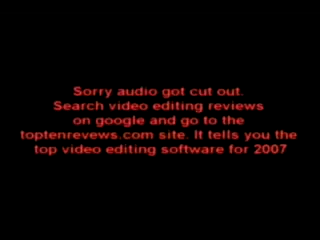 Sorry audio got cut out.
Search video editing reviews
on google and go to the
toptenrevews.com site. It tells you the
top video editing software for 2007